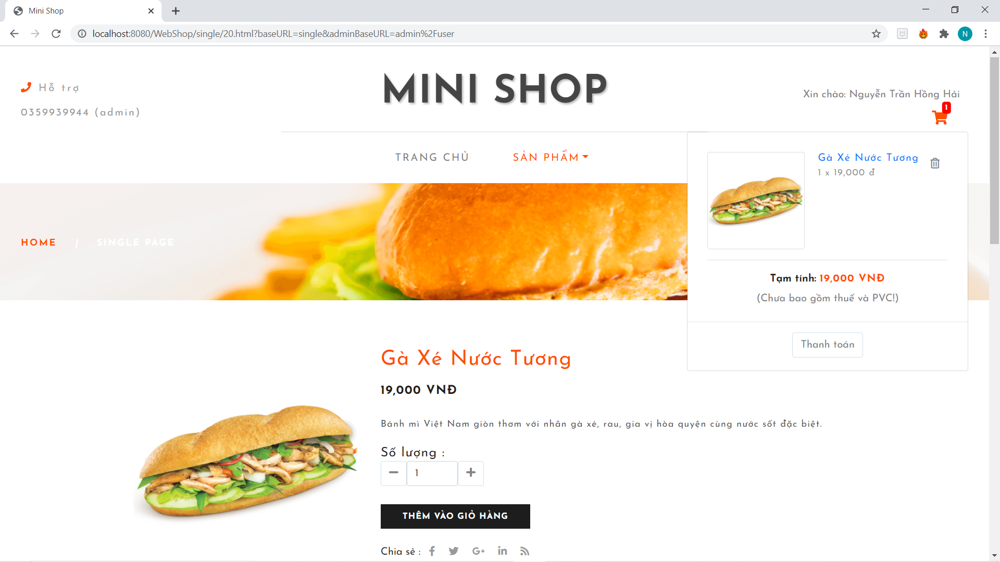 Mini Shop
localhost:8080/WebShop/single/20.html?baseURL=single&adminBaseURL=admin%2Fuser
N
Hỗ trợ
0359939944 (admin)
MINI SHOP
Xin chào: Nguyễn Trần Hồng Hải
1
TRANG CHỦ
SẢN PHẨM
Gà Xé Nước Tương
1 x 19,000 đ
HOME | SINGLE PAGE
Tạm tính: 19,000 VNĐ
(Chưa bao gồm thuế và PVC!)
Thanh toán
Gà Xé Nước Tương
19,000 VNĐ
Bánh mì Việt Nam giòn thơm với nhân gà xé, rau, gia vị hòa quyện cùng nước sốt đặc biệt.
Số lượng :
1
THÊM VÀO GIỎ HÀNG
Chia sẻ :